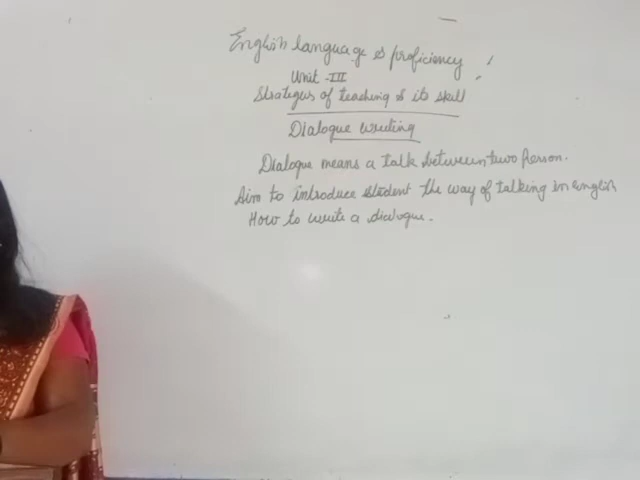 English language & proficiency
Unit - III
Strategies of teaching & its skill
Dialogue writing
Dialogue means a talk between two Person.
Aim to introduce student the way of talking in English
How to write a dialogue.